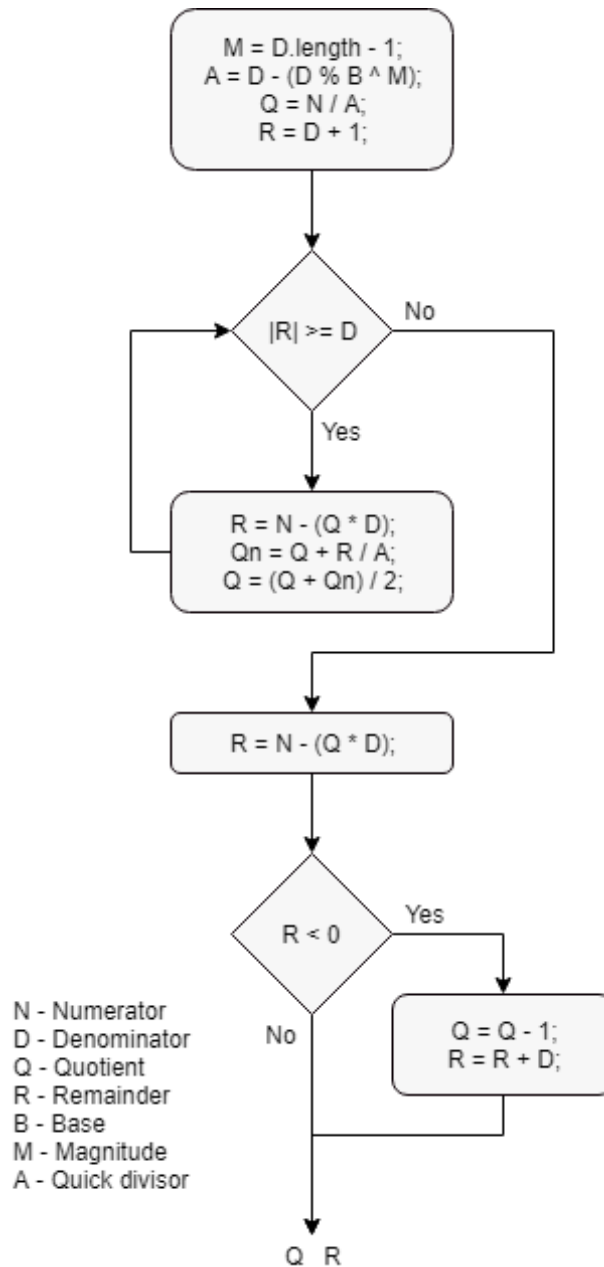 M = D.length - 1;
A = D - (D % B ^ M);
Q = N / A;
R = D + 1;
|R| >= D
No
Yes
R = N - (Q * D);
Qn = Q + R / A;
Q = (Q + Qn) / 2;
R = N - (Q * D);
R < 0
Yes
No
Q = Q - 1;
R = R + D;
N - Numerator
D - Denominator
Q - Quotient
R - Remainder
B - Base
M - Magnitude
A - Quick divisor
Q R